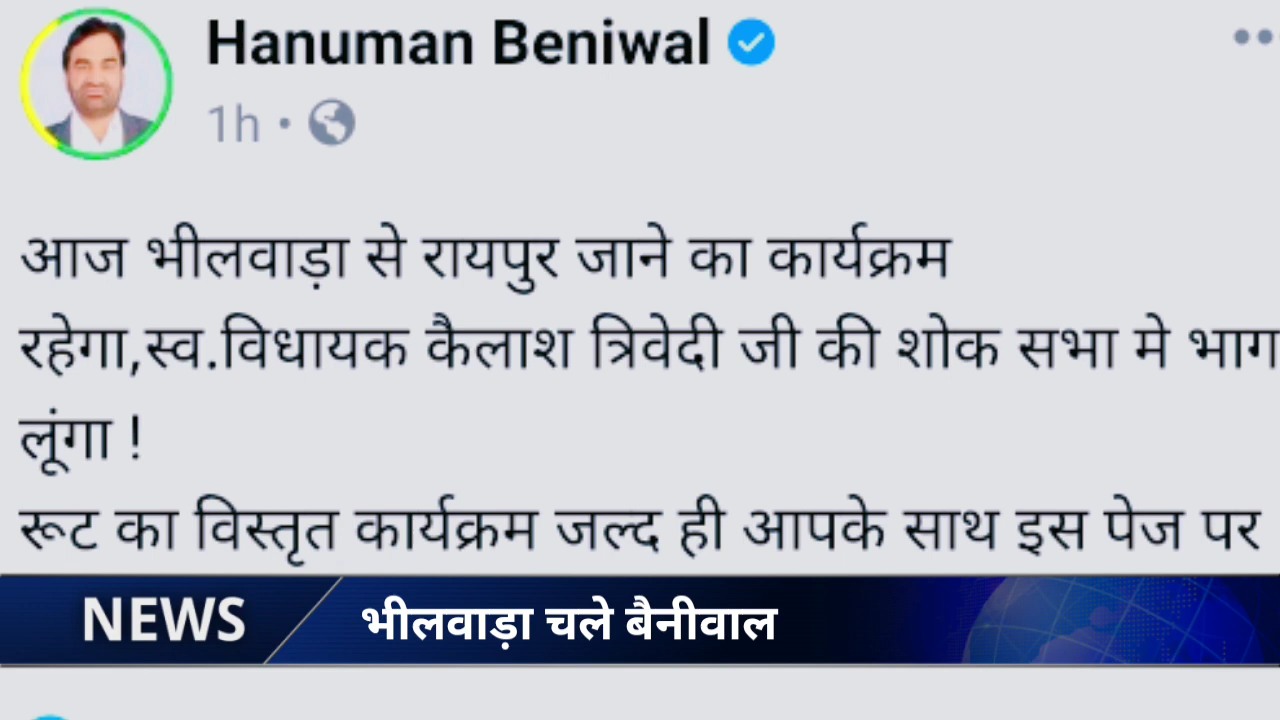 Hanuman Beniwal
1h •
आज भीलवाड़ा से रायपुर जाने का कार्यक्रम
रहेगा,स्व.विधायक कैलाश त्रिवेदी जी की शोक सभा मे भाग
लूंगा !
रूट का विस्तृत कार्यक्रम जल्द ही आपके साथ इस पेज पर
NEWS
भीलवाड़ा चले बैनीवाल